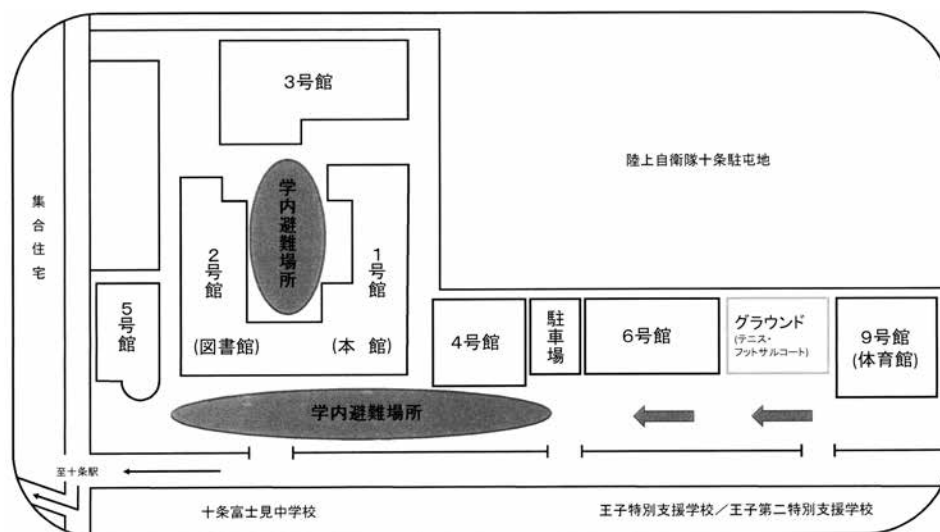 3号館
陸上自衛隊十条駐屯地
集合住宅
学内避難場所
2号館
(図書館)
1号館
(本 館)
5号館
4号館
駐車場
6号館
グラウンド
(テニス・
フットサルコート)
9号館
(体育館)
学内避難場所
至十条駅
十条富士見中学校
王子特別支援学校／王子第二特別支援学校